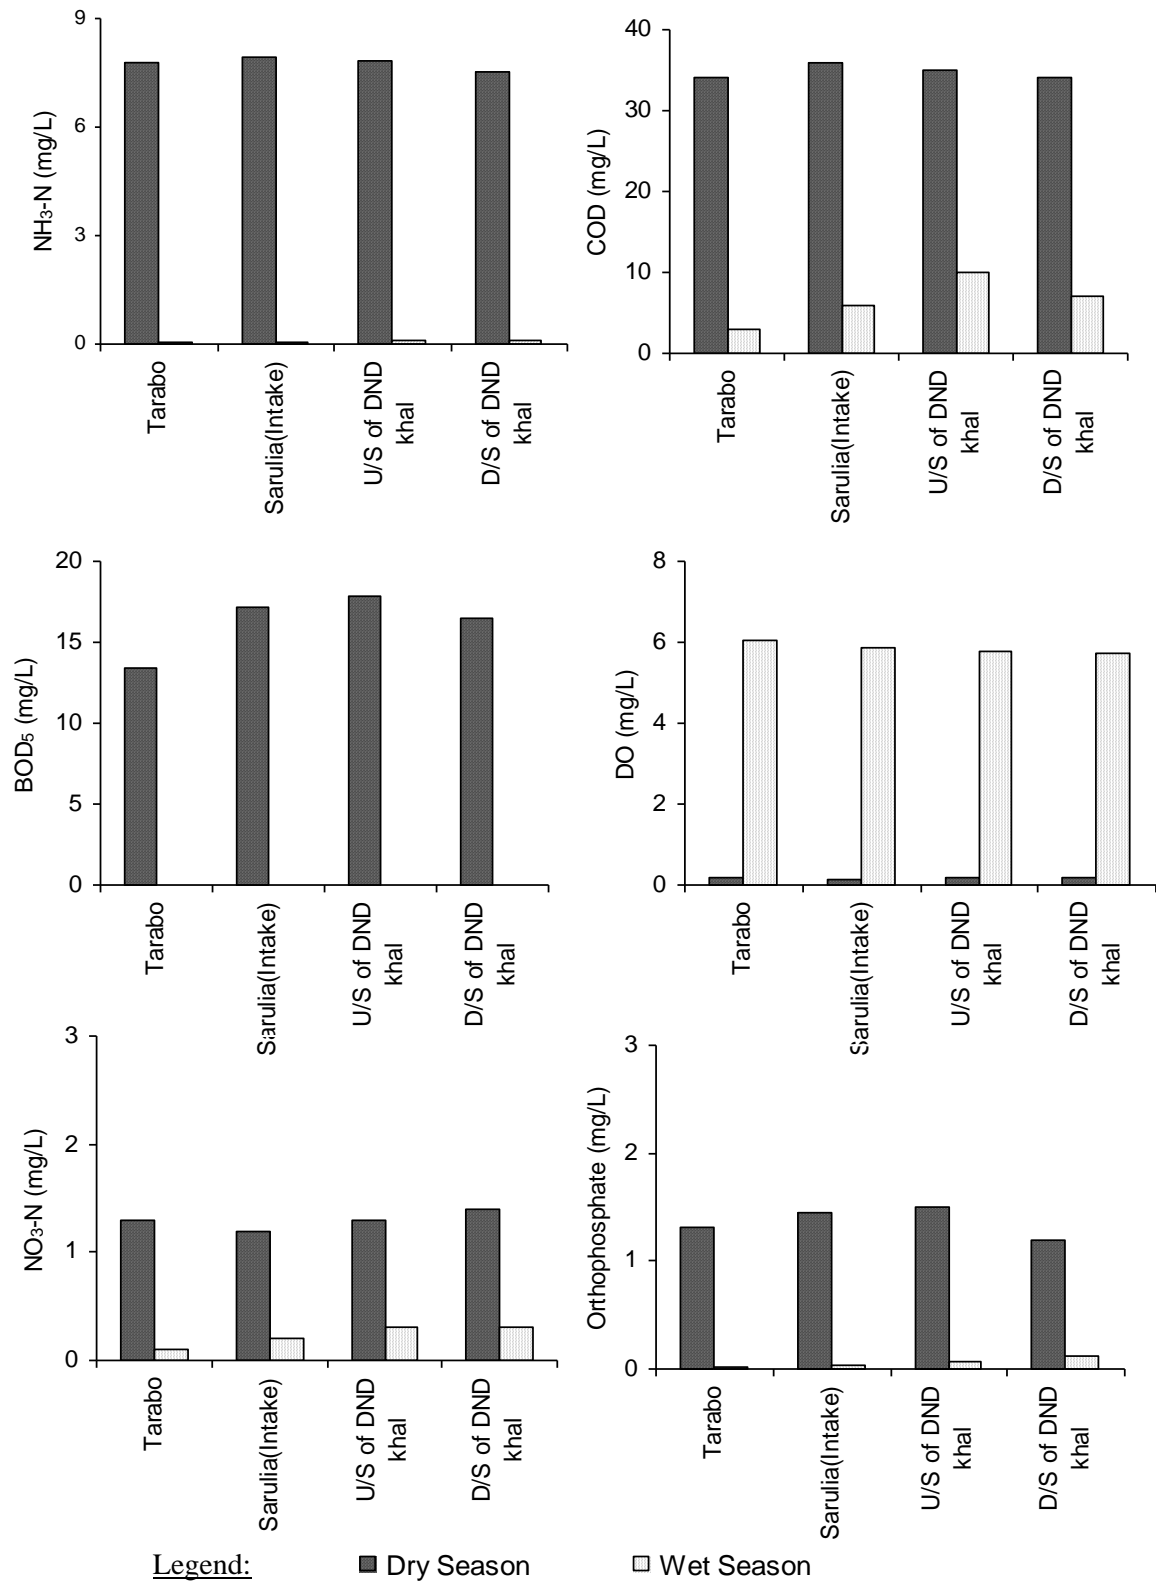 NH3-N (mg/L)
9
6
3
0
Tarabo
Sarulia(Intake)
U/S of DND
khal
D/S of DND
khal
COD (mg/L)
40
30
20
10
0
Tarabo
Sarulia(Intake)
U/S of DND
khal
D/S of DND
khal
BOD5 (mg/L)
20
15
10
5
0
Tarabo
Sarulia(Intake)
U/S of DND
khal
D/S of DND
khal
DO (mg/L)
8
6
4
2
0
Tarabo
Sarulia(Intake)
U/S of DND
khal
D/S of DND
khal
NO3-N (mg/L)
3
2
1
0
Tarabo
Sarulia(Intake)
U/S of DND
khal
D/S of DND
khal
Orthophosphate (mg/L)
3
2
1
0
Tarabo
Sarulia(Intake)
U/S of DND
khal
D/S of DND
khal
Legend: Dry Season Wet Season